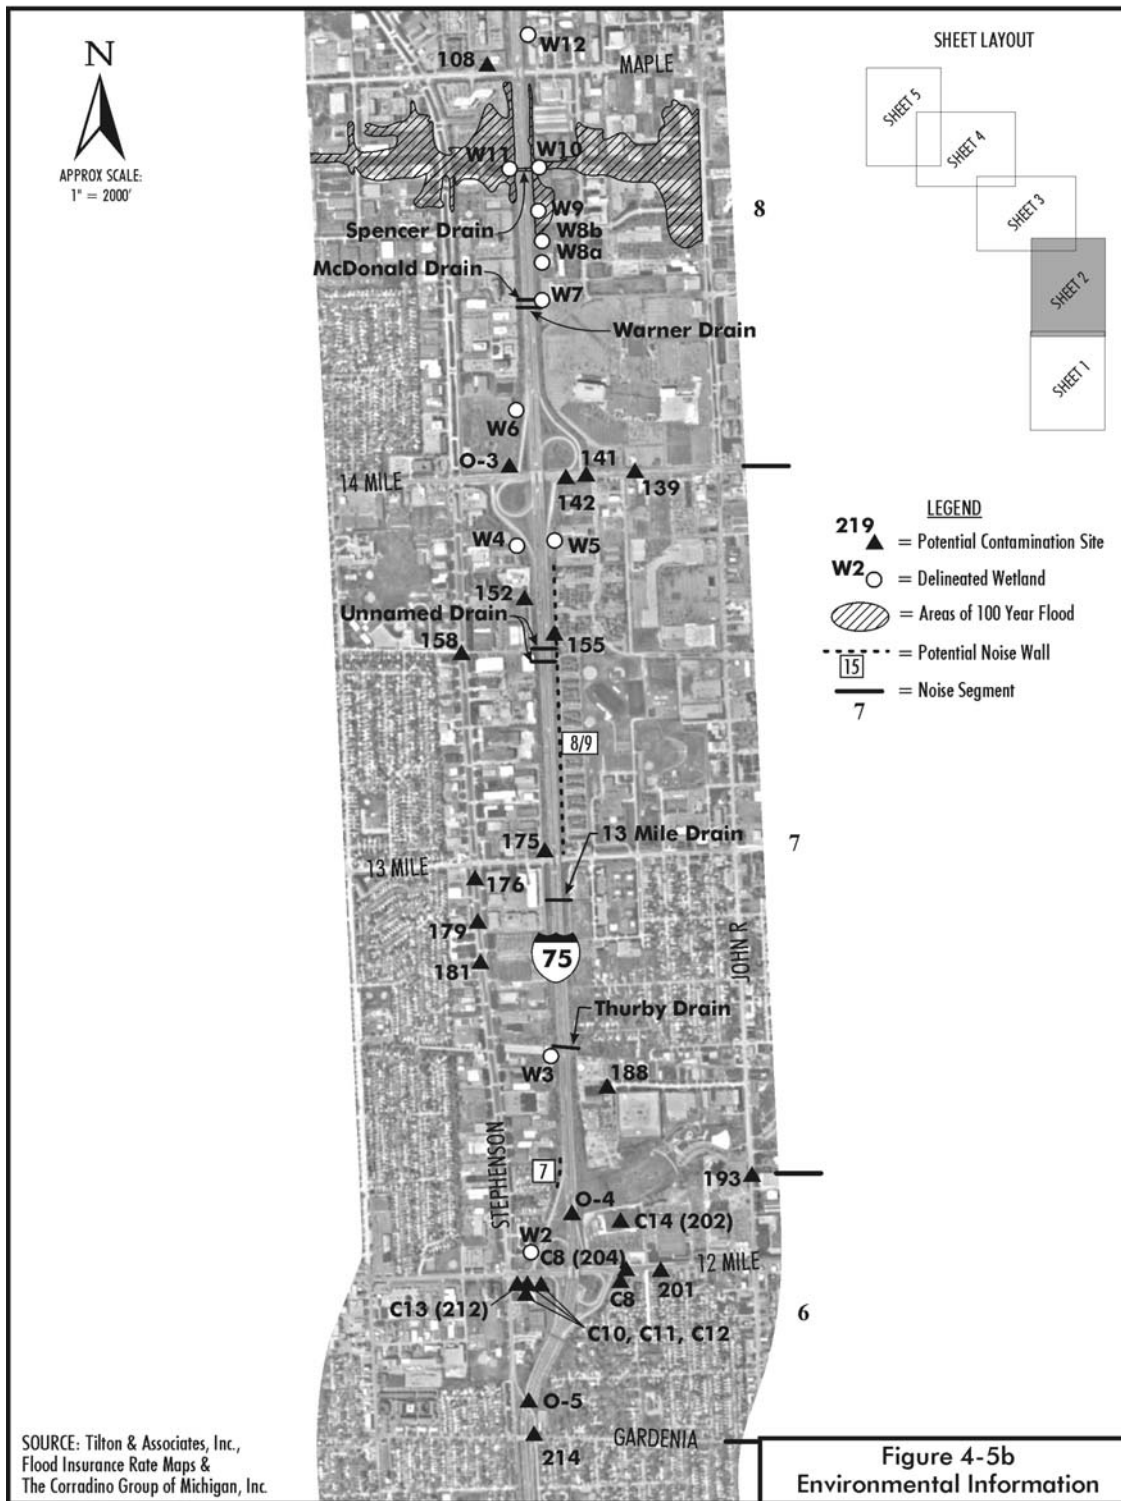 N
APPROX SCALE:
1" = 2000'
SHEET LAYOUT
SHEET 5
SHEET 4
SHEET 3
SHEET 2
SHEET 1
W12
108
MAPLE
W11
W10
8
W9
Spencer Drain
W8b
W8a
McDonald Drain
W7
Warner Drain
W6
O-3
141
14 MILE
142
139
LEGEND
219
= Potential Contamination Site
W2
= Delineated Wetland
= Areas of 100 Year Flood
= Potential Noise Wall
15
= Noise Segment
7
W4
W5
152
Unnamed Drain
155
158
8/9
13 Mile Drain
175
7
13 MILE
176
179
181
75
JOHN R
Thurby Drain
W3
188
STEPHENSON
7
193
O-4
C14 (202)
W2
C8 (204)
12 MILE
201
C8
C13 (212)
C10, C11, C12
6
O-5
214
GARDENIA
SOURCE: Tilton & Associates, Inc.,
Flood Insurance Rate Maps &
The Corradino Group of Michigan, Inc.
Figure 4-5b
Environmental Information